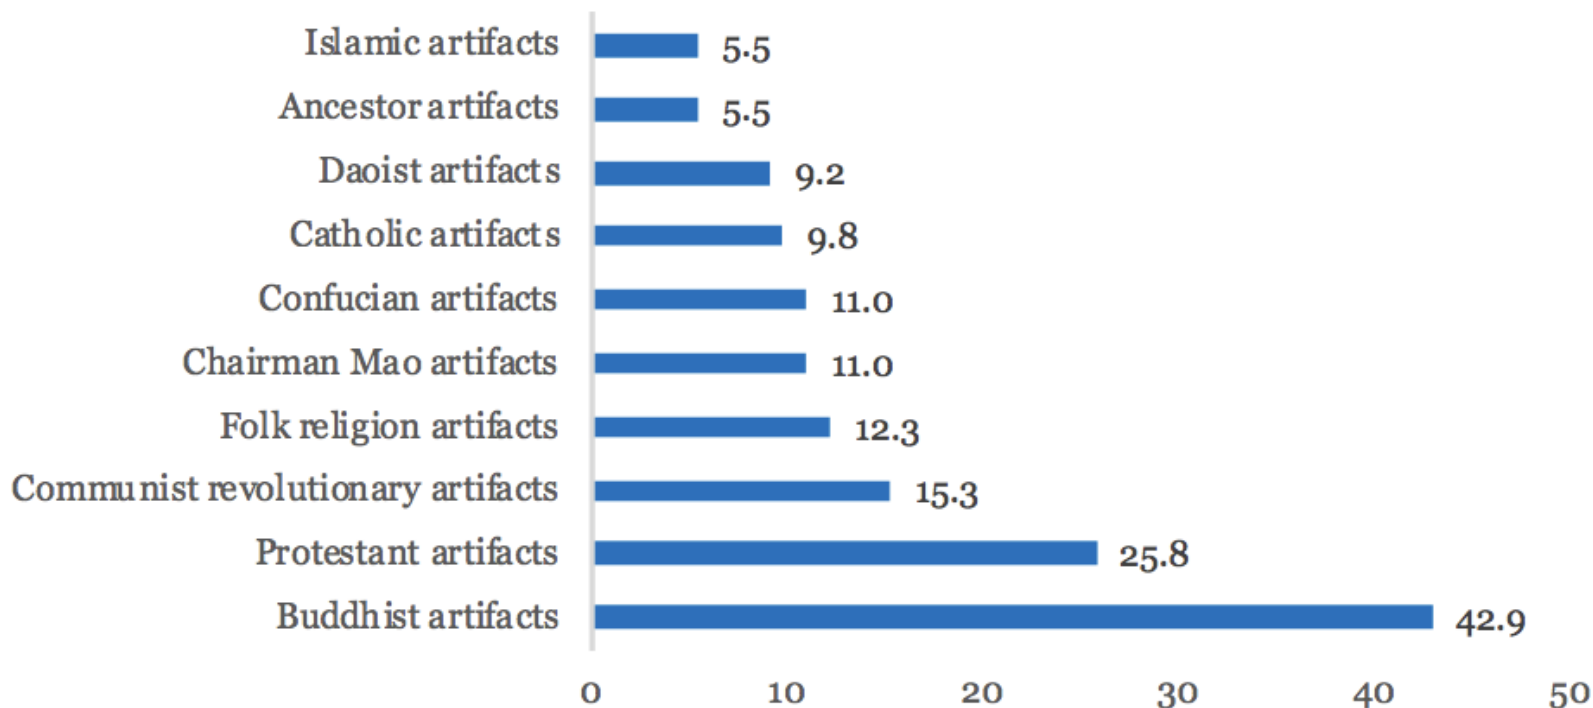 Islamic artifacts 5.5
Ancestor artifacts 5.5
Daoist artifacts 9.2
Catholic artifacts 9.8
Confucian artifacts 11.0
Chairman Mao artifacts 11.0
Folk religion artifacts 12.3
Communist revolutionary artifacts 15.3
Protestant artifacts 25.8
Buddhist artifacts 42.9
0 10 20 30 40 50